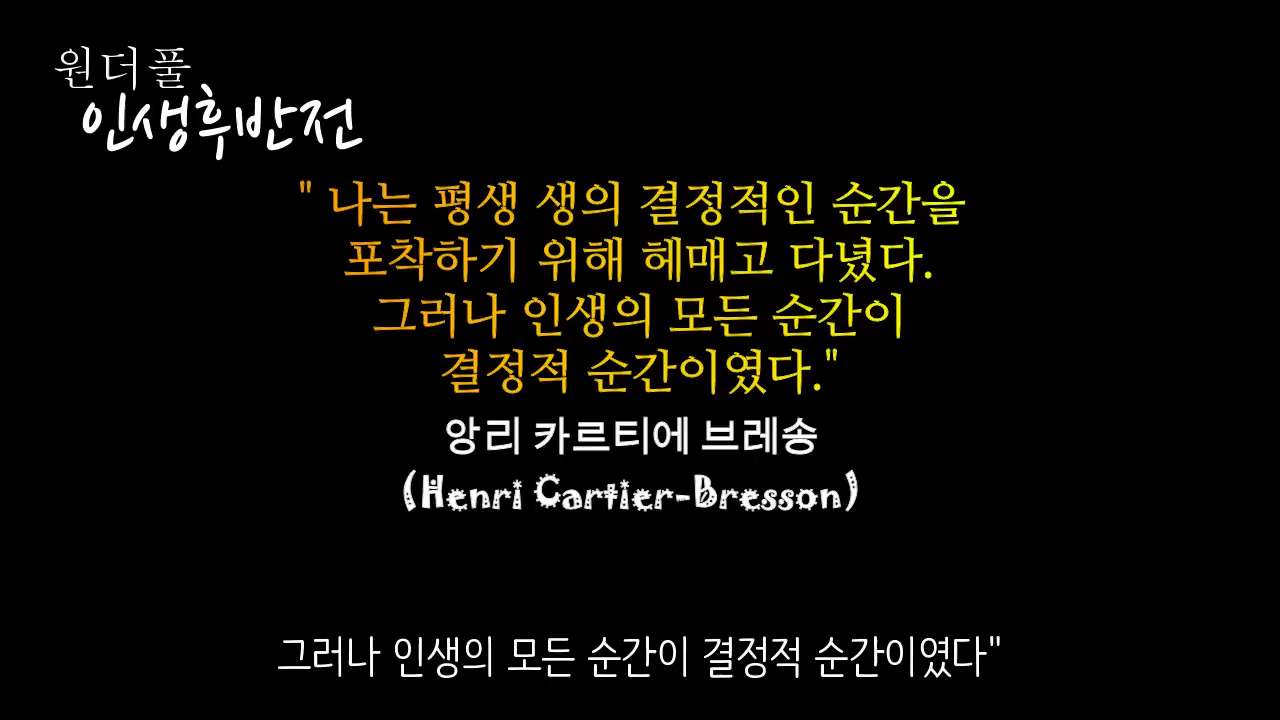 원더풀
인생후반전
" 나는 평생 생의 결정적인 순간을
포착하기 위해 헤매고 다녔다.
그러나 인생의 모든 순간이
결정적 순간이였다."
앙리 카르티에 브레송
(Henri Cartier-Bresson)
그러나 인생의 모든 순간이 결정적 순간이였다"